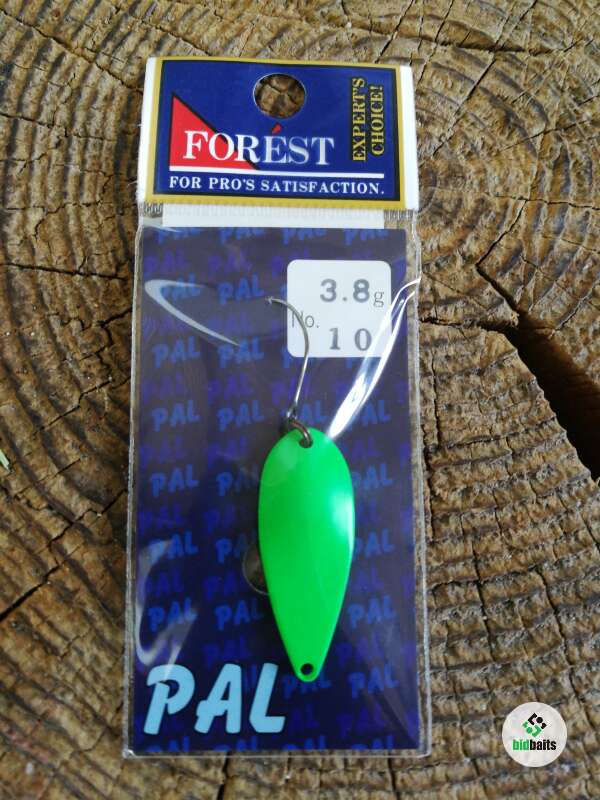 FORÉST
EXPERT'S
CHOICE!
FOR PRO'S SATISFACTION.
3.8g
No.
10
PAL
bidbaits